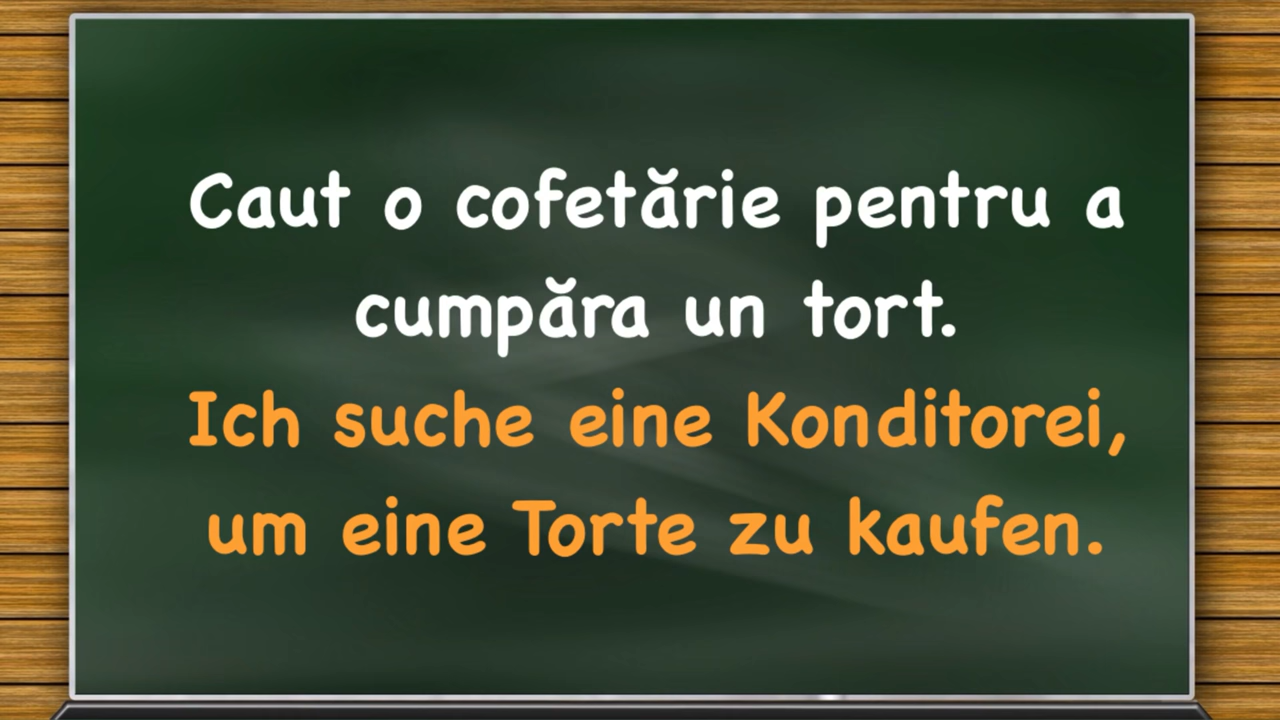 Caut o cofetărie pentru a
cumpăra un tort.
Ich suche eine Konditorei,
um eine Torte zu kaufen.